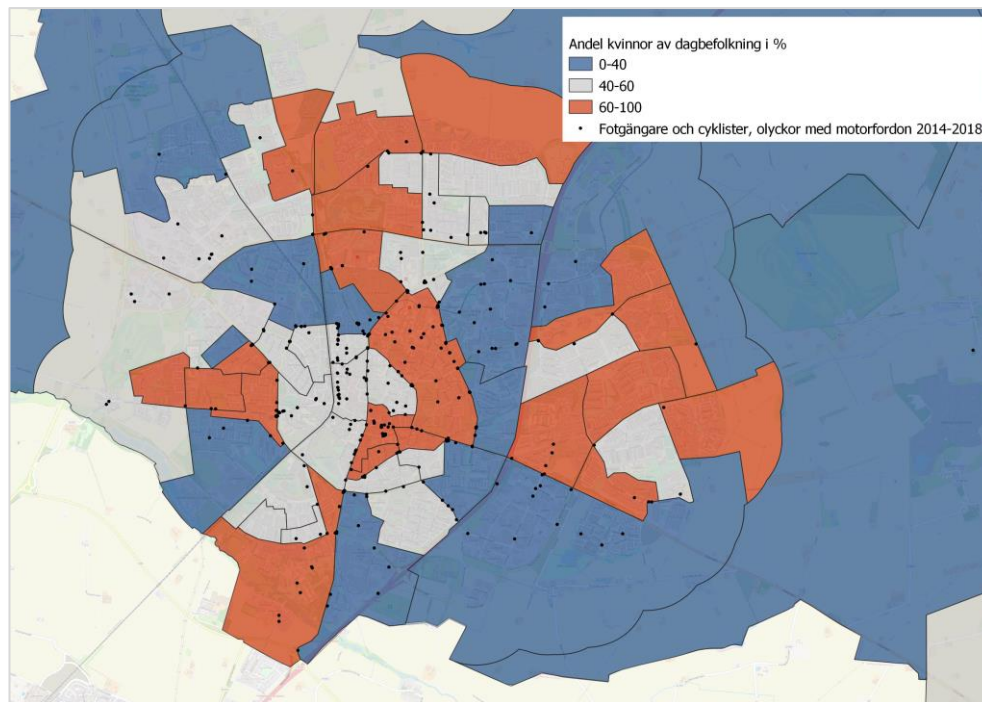 Andel kvinnor av dagbefolkning i %
0-40
40-60
60-100
Fotgängare och cyklister, olyckor med motorfordon 2014-2018